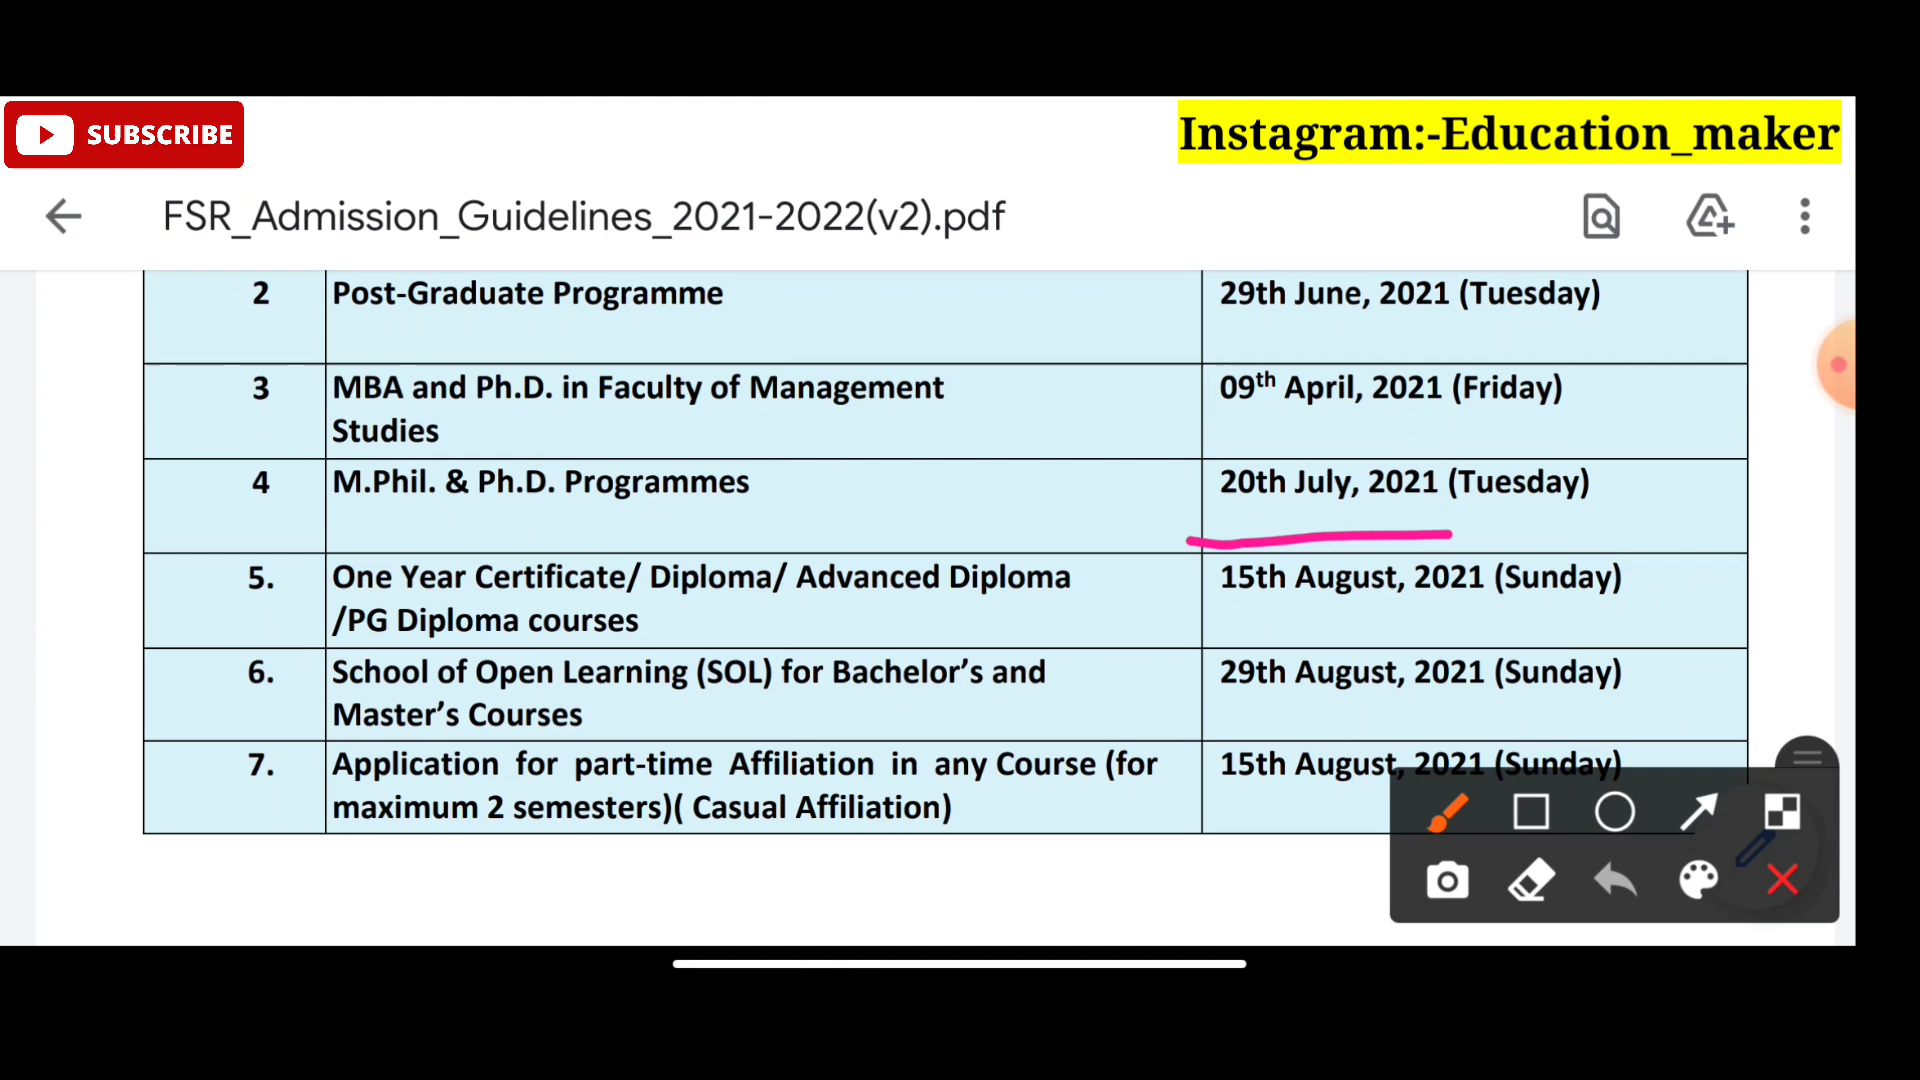 SUBSCRIBE
Instagram:-Education_maker
FSR_Admission_Guidelines_2021-2022(v2).pdf
2 Post-Graduate Programme 29th June, 2021 (Tuesday)
3 MBA and Ph.D. in Faculty of Management 09th April, 2021 (Friday)
Studies
4 M.Phil. & Ph.D. Programmes 20th July, 2021 (Tuesday)
5. One Year Certificate/ Diploma/ Advanced Diploma 15th August, 2021 (Sunday)
/PG Diploma courses
6. School of Open Learning (SOL) for Bachelor’s and 29th August, 2021 (Sunday)
Master’s Courses
7. Application for part-time Affiliation in any Course (for 15th August, 2021 (Sunday)
maximum 2 semesters)( Casual Affiliation)